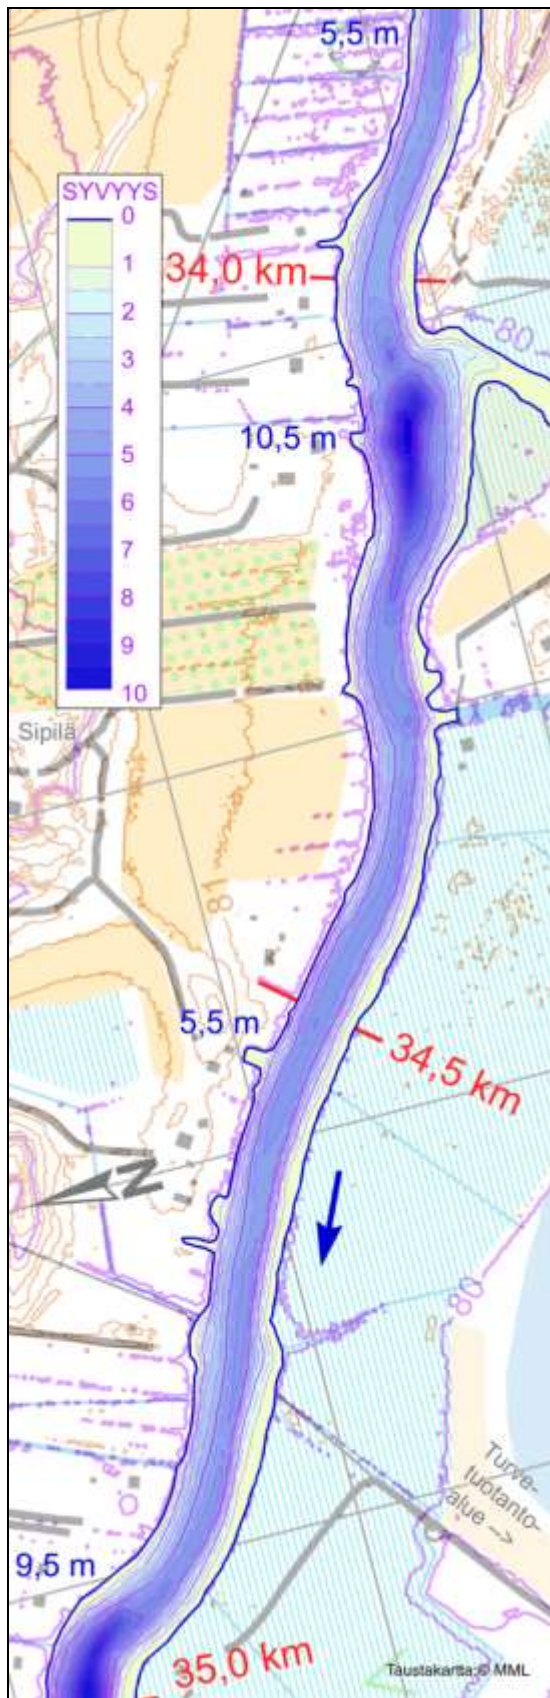 5,5 m
SYVYYS
0
1
2
3
4
5
6
7
8
9
10
34,0 km
80
10,5 m
Sipilä
81
5,5 m
34,5 km
N
80
Turve-
tuotanto-
alue -->
9,5 m
35,0 km
Taustakartta © MML